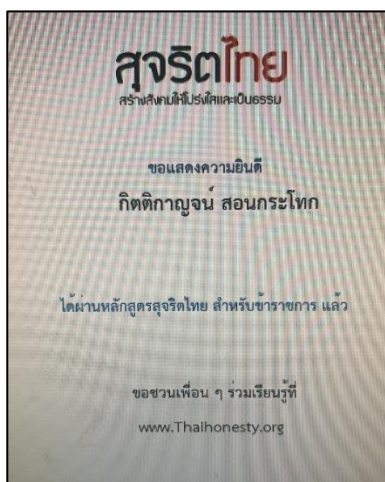 สุจริตไทย
สร้างสังคมให้โปร่งใสและเป็นธรรม
ขอแสดงความยินดี
กิตติกาญจน์ สอนกระโทก
ได้ผ่านหลักสูตรสุจริตไทย สำหรับข้าราชการ แล้ว
ขอชวนเพื่อน ๆ ร่วมเรียนรู้ที่
www.Thaihonesty.org